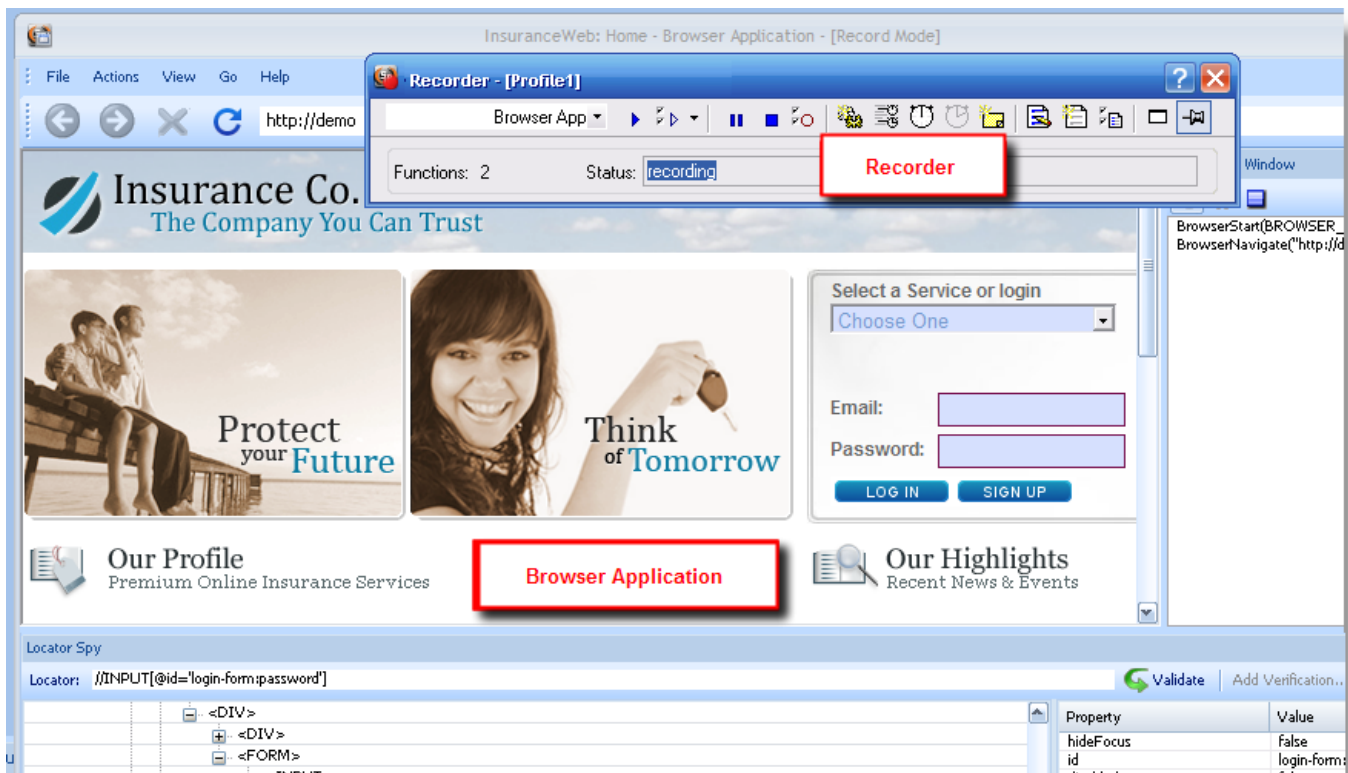 InsuranceWeb: Home - Browser Application - [Record Mode]
File Actions View Go Help
Recorder - [Profile1]
http://demo
Browser App
Functions: 2 Status: recording
Recorder
Window
BrowserStart(BROWSER_
BrowserNavigate("http://d
Insurance Co.
The Company You Can Trust
Protect
your Future
Think
of Tomorrow
Select a Service or login
Choose One
Email:
Password:
LOG IN SIGN UP
Our Profile
Premium Online Insurance Services
Browser Application
Our Highlights
Recent News & Events
Locator Spy
Locator: //INPUT[@id='login-form:password']
Validate Add Verification...
<DIV>
<DIV>
<FORM>
Property Value
hideFocus false
id login-form: